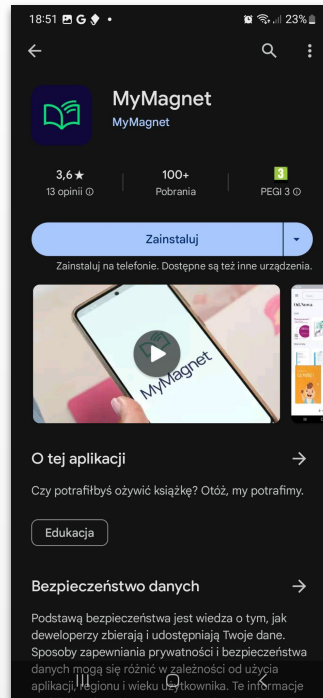 18:51 G 23%
MyMagnet
MyMagnet
3,6★ 100+ 3
13 opinii Pobrania PEGI 3
Zainstaluj
Zainstaluj na telefonie. Dostępne są też inne urządzenia.
MyMagnet
O tej aplikacji
Czy potrafiłbyś ożywić książkę? Otóż, my potrafimy.
Edukacja
Bezpieczeństwo danych
Podstawą bezpieczeństwa jest wiedza o tym, jak
deweloperzy zbierają i udostępniają Twoje dane.
Sposoby zapewniania prywatności i bezpieczeństwa
danych mogą się różnić w zależności od użycia
aplikacji, regionu i wieku użytkownika. Te informacje